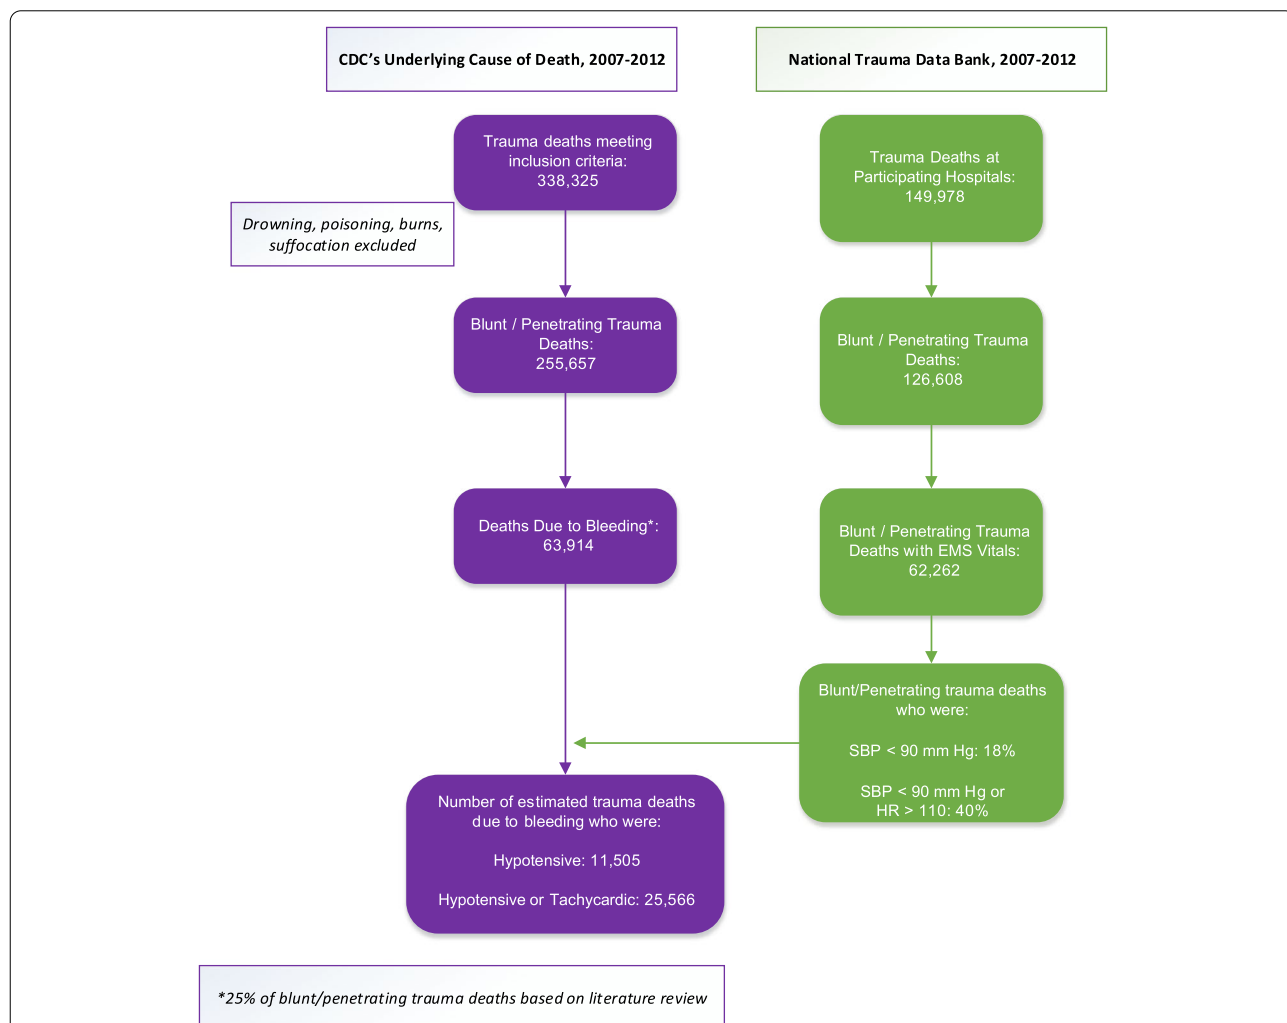 CDC's Underlying Cause of Death, 2007-2012
Trauma deaths meeting
inclusion criteria:
338,325
Drowning, poisoning, burns,
suffocation excluded
Blunt / Penetrating Trauma
Deaths:
255,657
Deaths Due to Bleeding*:
63,914
Number of estimated trauma deaths
due to bleeding who were:
Hypotensive: 11,505
Hypotensive or Tachycardic: 25,566
*25% of blunt/penetrating trauma deaths based on literature review
National Trauma Data Bank, 2007-2012
Trauma Deaths at
Participating Hospitals:
149,978
Blunt / Penetrating Trauma
Deaths:
126,608
Blunt / Penetrating Trauma
Deaths with EMS Vitals:
62,262
Blunt/Penetrating trauma deaths
who were:
SBP < 90 mm Hg: 18%
SBP < 90 mm Hg or
HR > 110: 40%